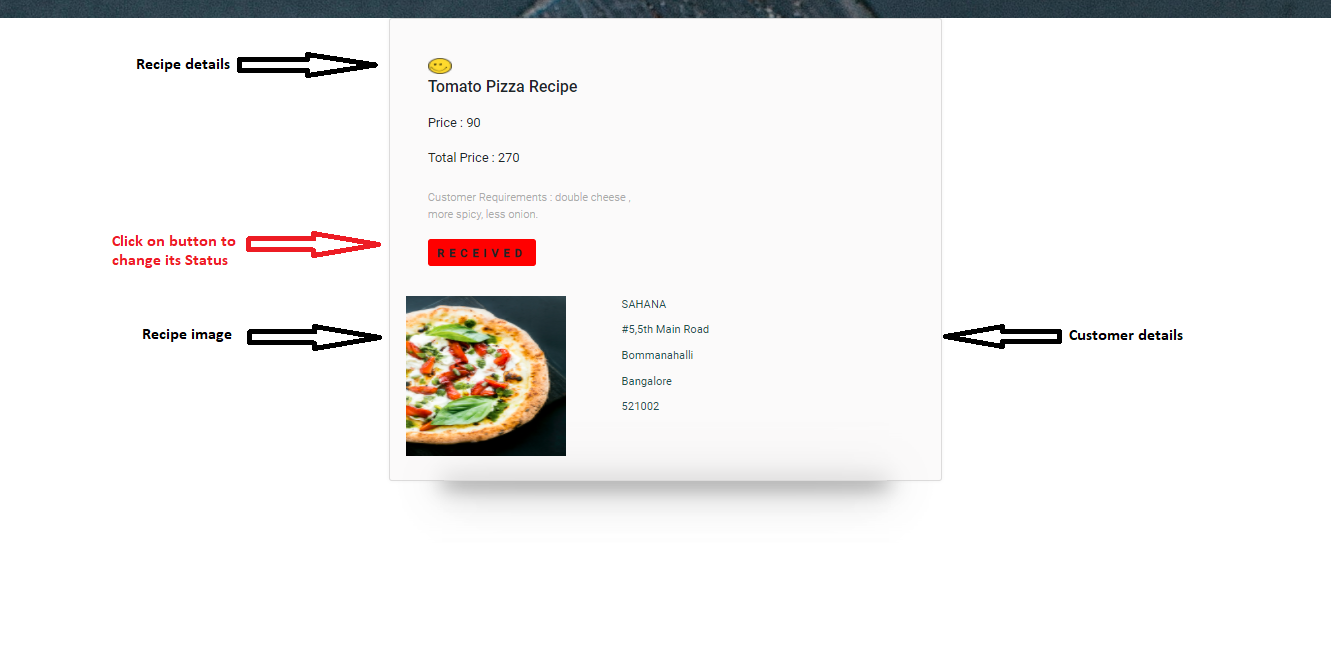 Recipe details
Tomato Pizza Recipe
Price : 90
Total Price : 270
Customer Requirements : double cheese ,
more spicy, less onion.
Click on button to
change its Status
RECEIVED
Recipe image
SAHANA
#5,5th Main Road
Bommanahalli
Bangalore
521002
Customer details